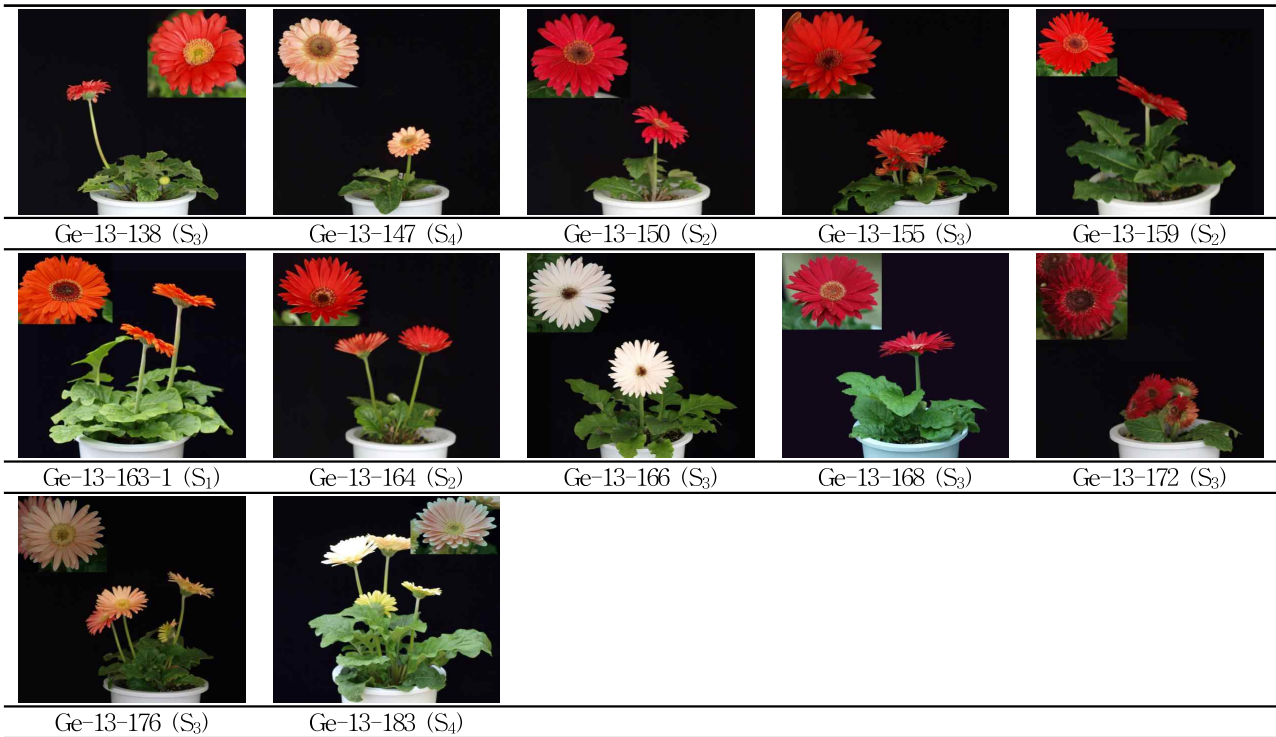 Ge-13-138 (S₃) Ge-13-147 (S₄) Ge-13-150 (S₂) Ge-13-155 (S₃) Ge-13-159 (S₂)
Ge-13-163-1 (S₁) Ge-13-164 (S₂) Ge-13-166 (S₃) Ge-13-168 (S₃) Ge-13-172 (S₃)
Ge-13-176 (S₃) Ge-13-183 (S₄)